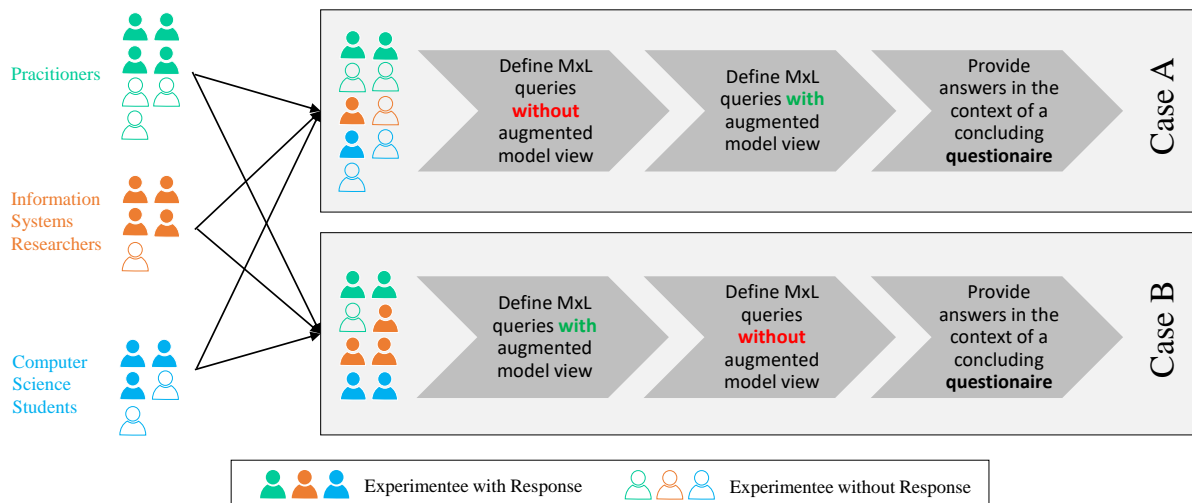 Pracitioners
Information
Systems
Researchers
Computer
Science
Students
Define MxL
queries
without
augmented
model view
Define MxL
queries with
augmented
model view
Provide
answers in the
context of a
concluding
questionaire
Case A
Define MxL
queries with
augmented
model view
Define MxL
queries
without
augmented
model view
Provide
answers in the
context of a
concluding
questionaire
Case B
Experimentee with Response
Experimentee without Response